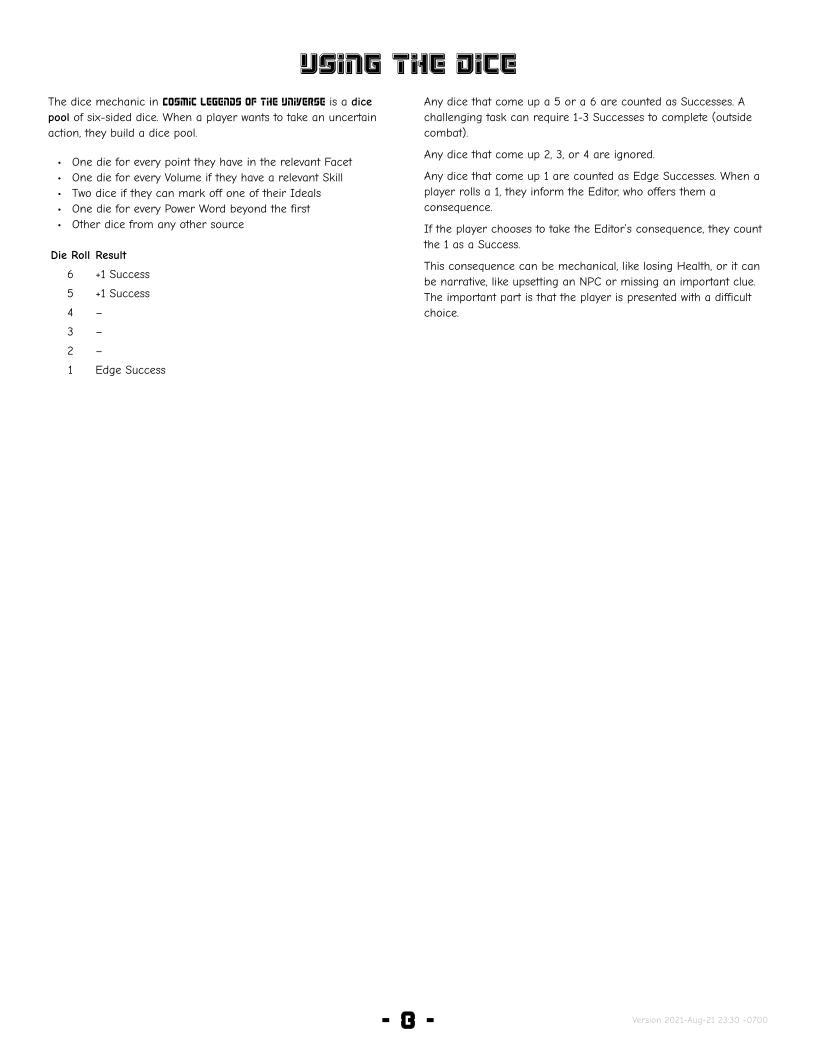 USING THE DICE
The dice mechanic in COSMIC LEGENDS OF THE UNIVERSE is a dice
pool of six-sided dice. When a player wants to take an uncertain
action, they build a dice pool.
• One die for every point they have in the relevant Facet
• One die for every Volume if they have a relevant Skill
• Two dice if they can mark off one of their Ideals
• One die for every Power Word beyond the first
• Other dice from any other source
Die Roll Result
6 +1 Success
5 +1 Success
4 –
3 –
2 –
1 Edge Success
Any dice that come up a 5 or a 6 are counted as Successes. A
challenging task can require 1-3 Successes to complete (outside
combat).
Any dice that come up 2, 3, or 4 are ignored.
Any dice that come up 1 are counted as Edge Successes. When a
player rolls a 1, they inform the Editor, who offers them a
consequence.
If the player chooses to take the Editor's consequence, they count
the 1 as a Success.
This consequence can be mechanical, like losing Health, or it can
be narrative, like upsetting an NPC or missing an important clue.
The important part is that the player is presented with a difficult
choice.
- 8 -
Version 2021-Aug-21 23:30 -0700